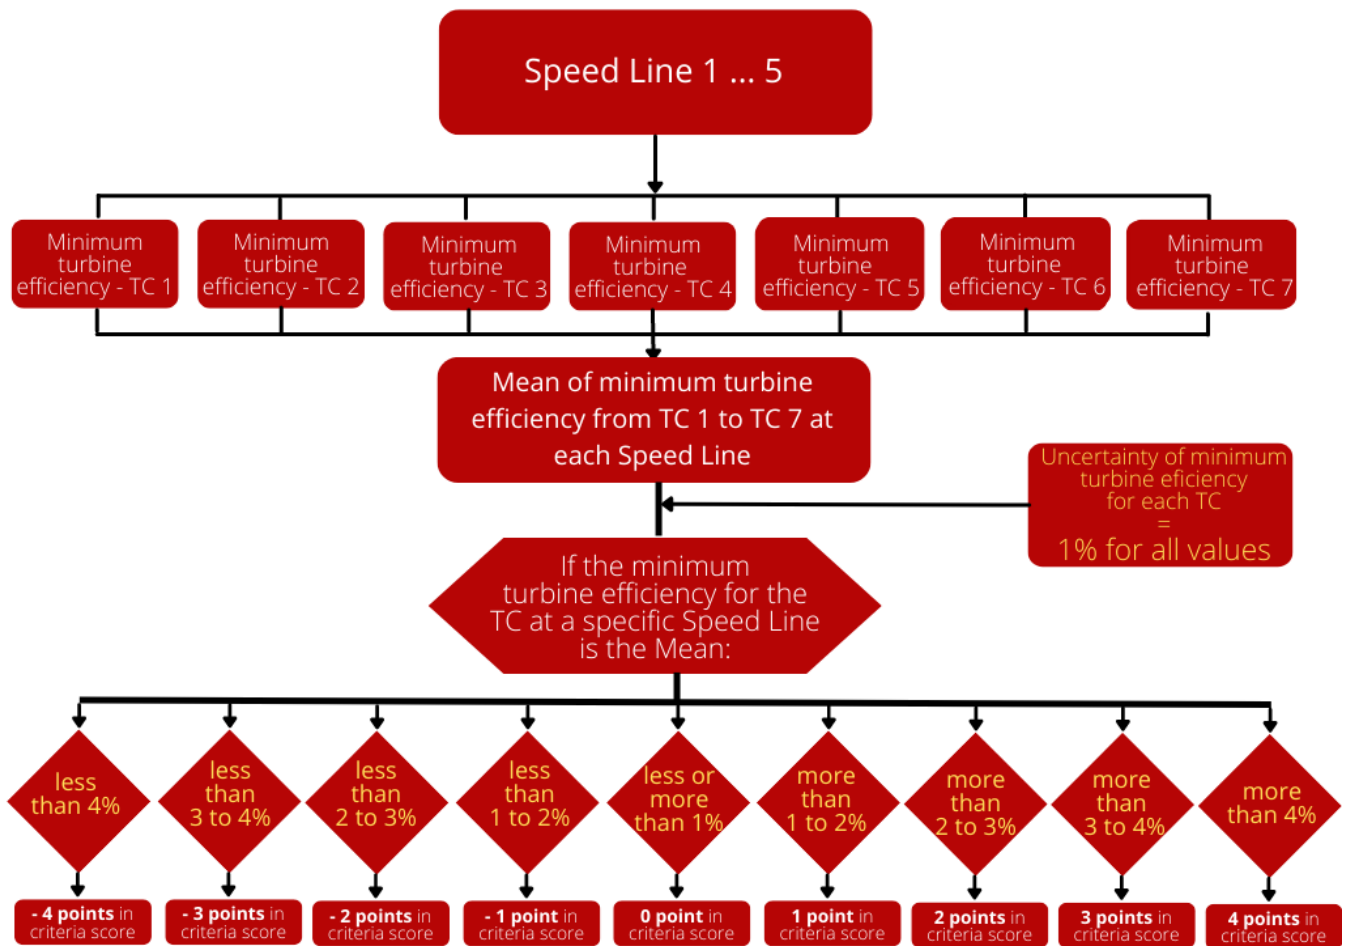 Speed Line 1 ... 5
Minimum
turbine
efficiency - TC 1
Minimum
turbine
efficiency - TC 2
Minimum
turbine
efficiency - TC 3
Minimum
turbine
efficiency - TC 4
Minimum
turbine
efficiency - TC 5
Minimum
turbine
efficiency - TC 6
Minimum
turbine
efficiency - TC 7
Mean of minimum turbine
efficiency from TC 1 to TC 7 at
each Speed Line
Uncertainty of minimum
turbine eficiency
for each TC
=
1% for all values
If the minimum
turbine efficiency for the
TC at a specific Speed Line
is the Mean:
less
than 4%
less
than
3 to 4%
less
than
2 to 3%
less
than
1 to 2%
less or
more
than 1%
more
than
1 to 2%
more
than
2 to 3%
more
than
3 to 4%
more
than 4%
- 4 points in
criteria score
- 3 points in
criteria score
- 2 points in
criteria score
- 1 point in
criteria score
0 point in
criteria score
1 point in
criteria score
2 points in
criteria score
3 points in
criteria score
4 points in
criteria score